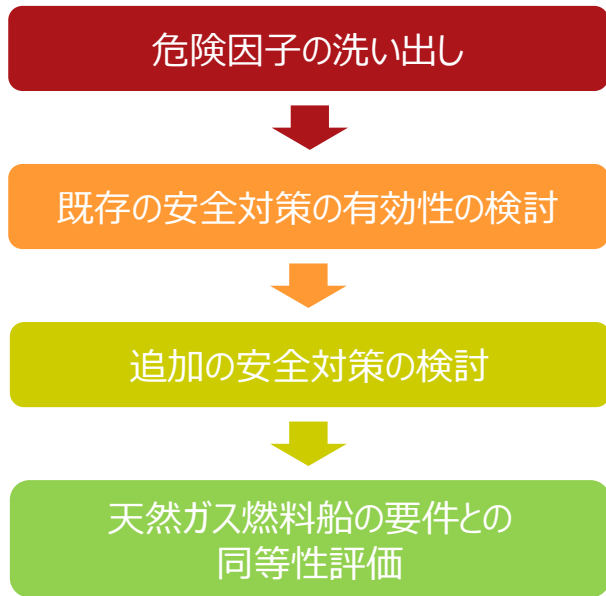 危険因子の洗い出し
既存の安全対策の有効性の検討
追加の安全対策の検討
天然ガス燃料船の要件との
同等性評価